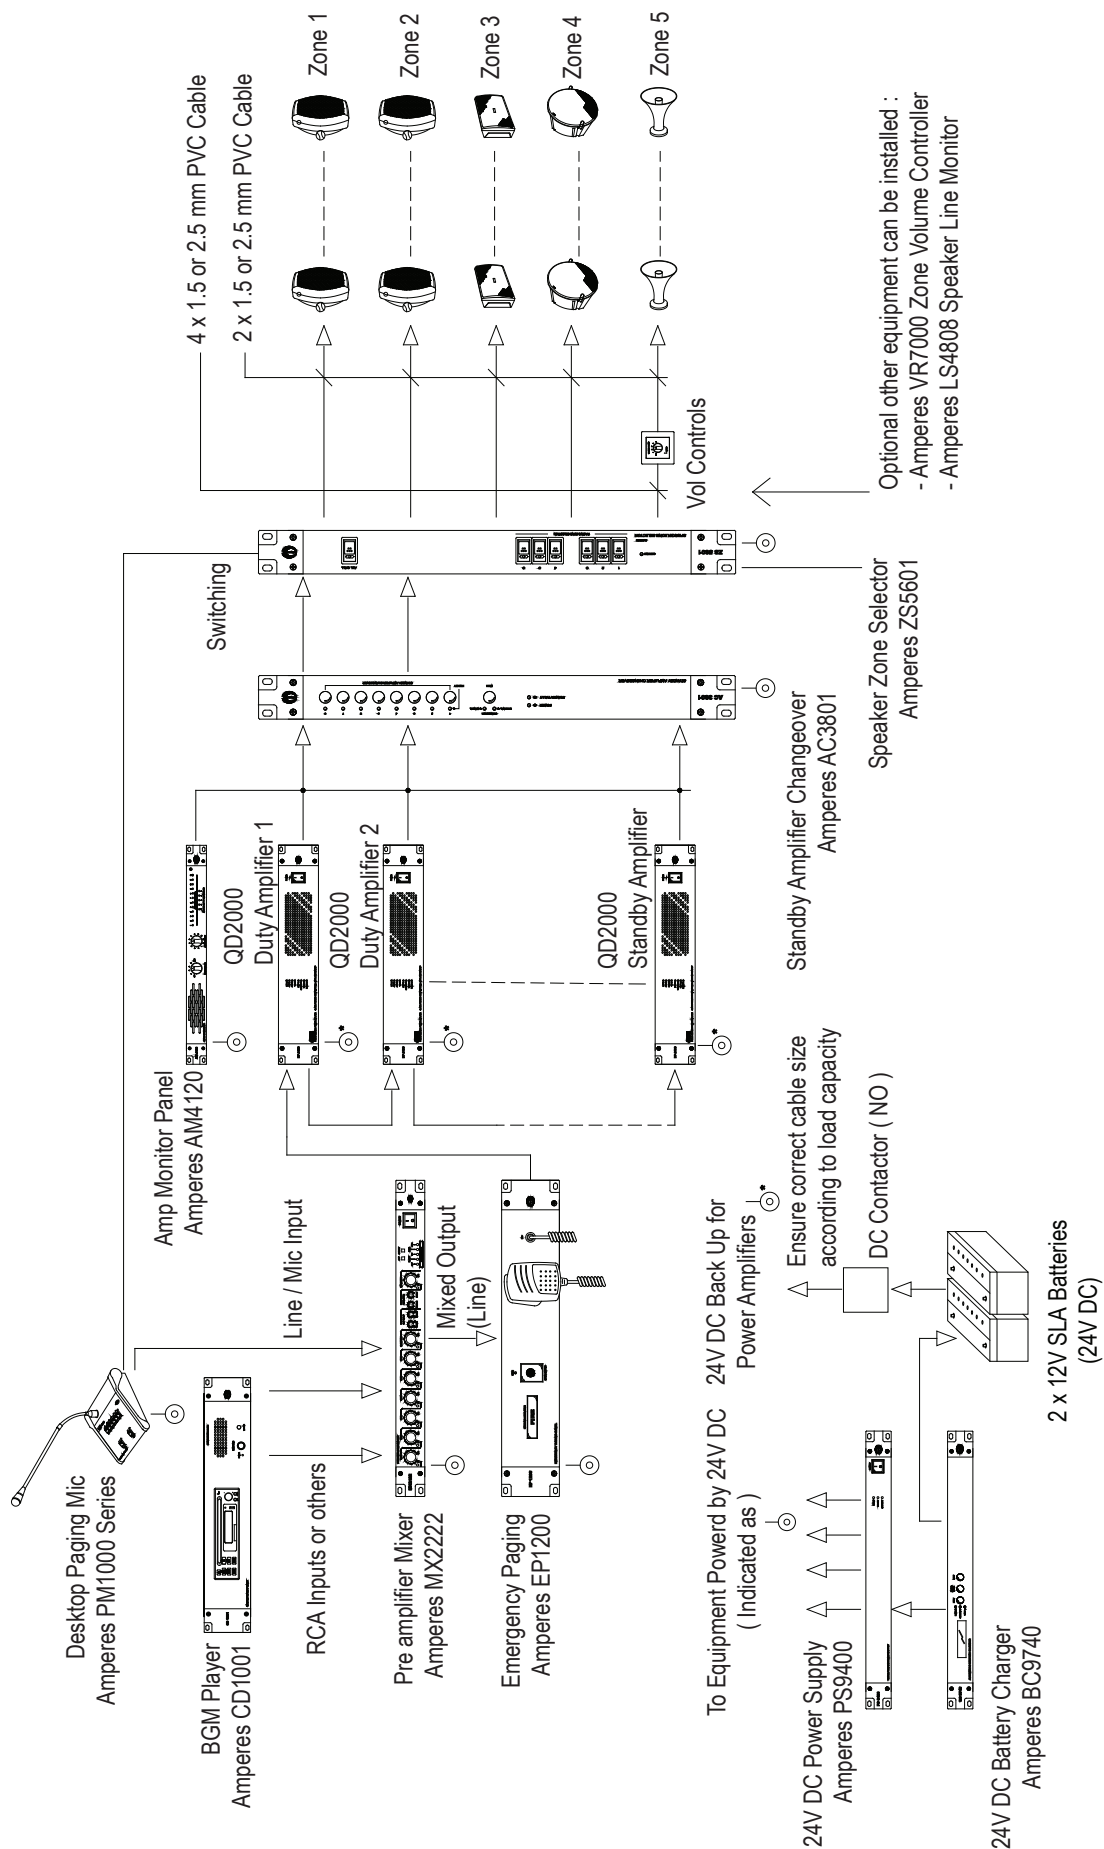 Desktop Paging Mic
Amperes PM1000 Series
BGM Player
Amperes CD1001
RCA Inputs or others
Line / Mic Input
Pre amplifier Mixer
Amperes MX2222
Mixed Output
(Line)
Emergency Paging
Amperes EP1200
Amp Monitor Panel
Amperes AM4120
QD2000
Duty Amplifier 1
QD2000
Duty Amplifier 2
QD2000
Standby Amplifier
*
*
*
Standby Amplifier Changeover
Amperes AC3801
Switching
Speaker Zone Selector
Amperes ZS5601
4 x 1.5 or 2.5 mm PVC Cable
2 x 1.5 or 2.5 mm PVC Cable
Zone 1
Zone 2
Zone 3
Zone 4
Zone 5
Vol Controls
Optional other equipment can be installed :
- Amperes VR7000 Zone Volume Controller
- Amperes LS4808 Speaker Line Monitor
To Equipment Powerd by 24V DC
( Indicated as )
24V DC Back Up for
Power Amplifiers
*
Ensure correct cable size
according to load capacity
DC Contactor ( NO )
24V DC Power Supply
Amperes PS9400
24V DC Battery Charger
Amperes BC9740
2 x 12V SLA Batteries
(24V DC)